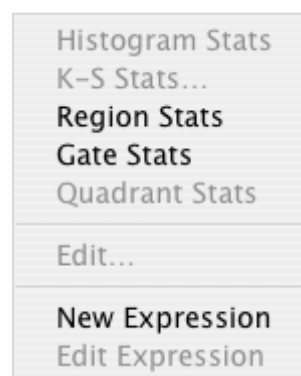 Histogram Stats
K-S Stats...
Region Stats
Gate Stats
Quadrant Stats
Edit...
New Expression
Edit Expression